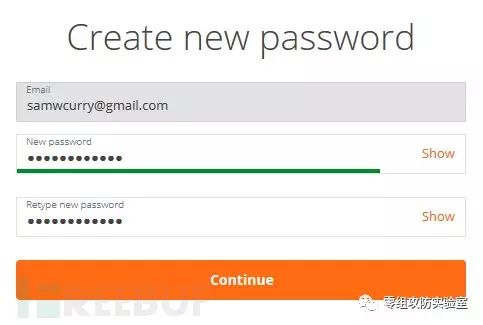 Create new password
Email
samwcurry@gmail.com
New password
●●●●●●●●●●●●
Show
Retype new password
●●●●●●●●●●●●
Show
Continue
REEBUF
零组攻防实验室